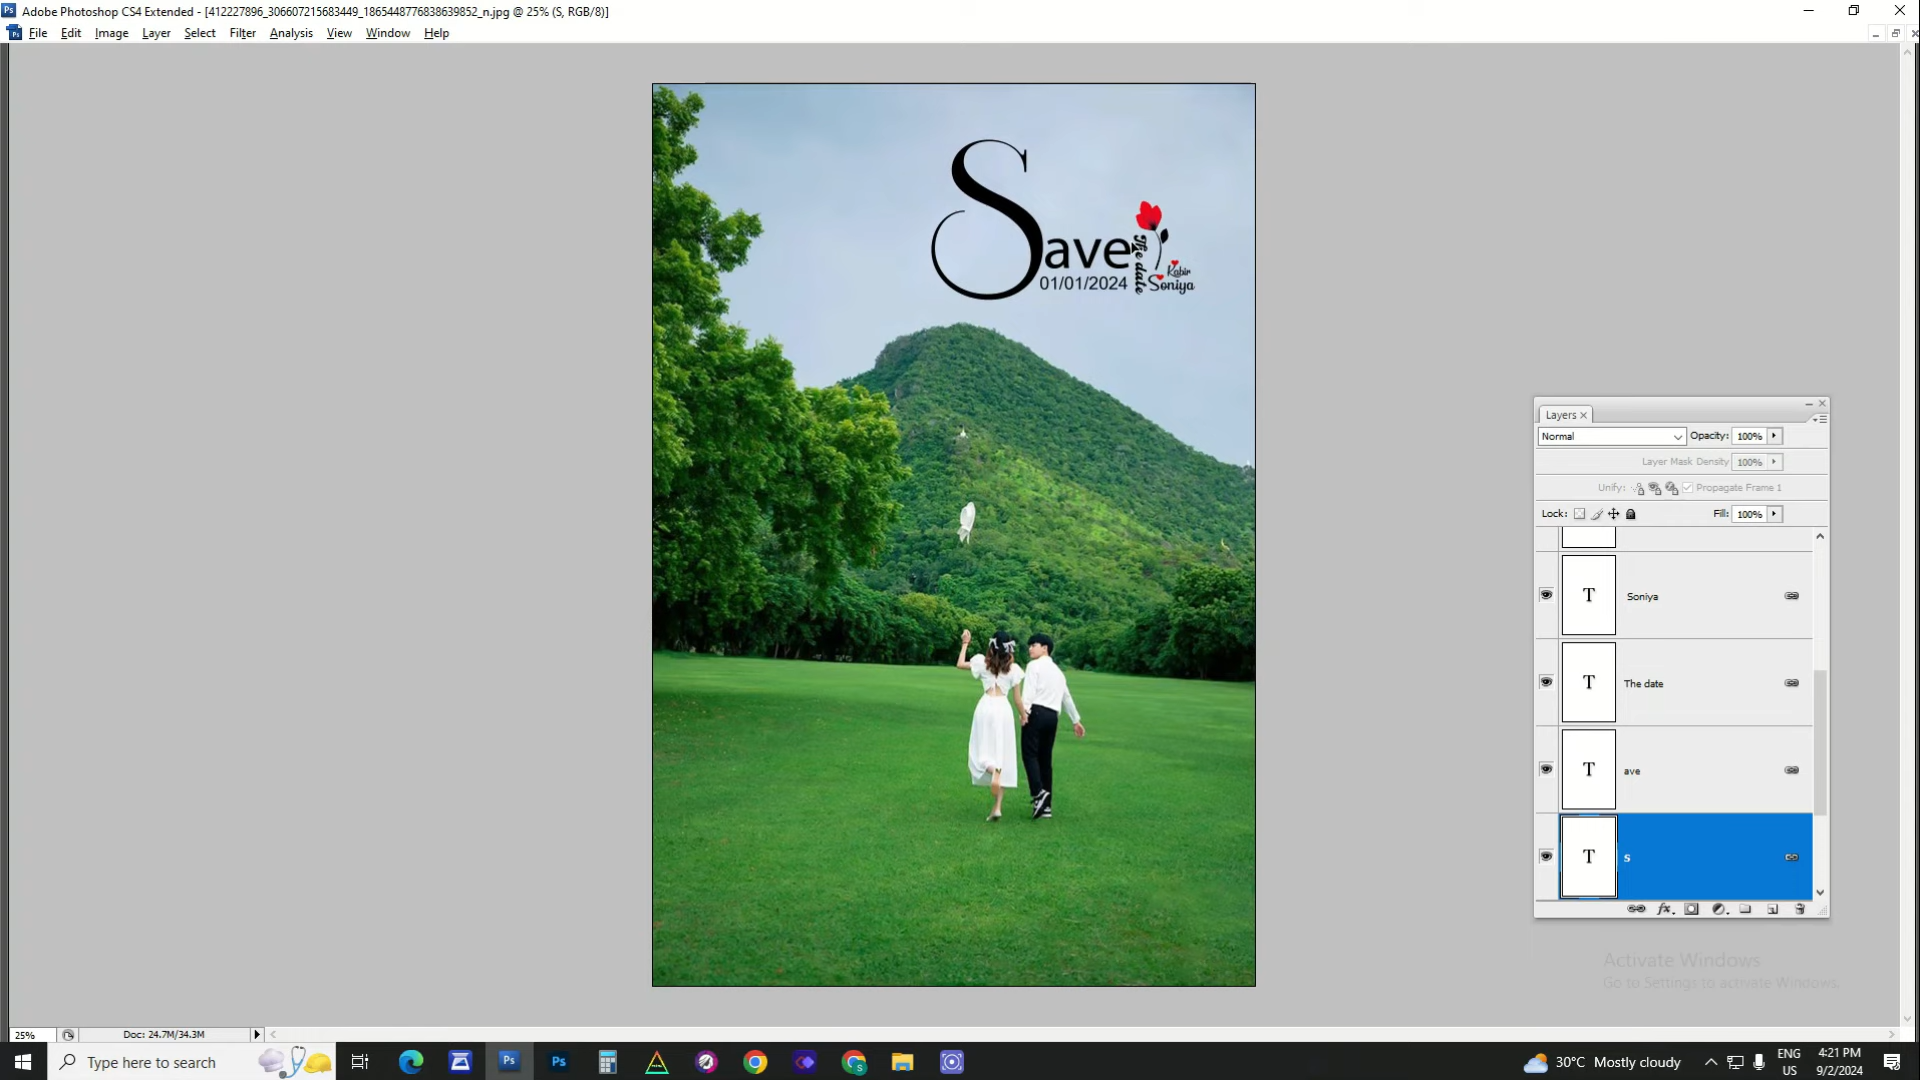 Adobe Photoshop CS4 Extended - [412227896_306607215683449_1865448776838639852_n.jpg @ 25% (S, RGB/8)]
File Edit Image Layer Select Filter Analysis View Window Help
Save
The date
01/01/2024
Kabir
Soniya
Layers
Normal Opacity: 100%
Layer Mask Density 100%
Unify: Propagate Frame 1
Lock: Fill: 100%
T Soniya
T The date
T ave
T S
fx
Activate Windows
Go to Settings to activate Windows.
25% Doc: 24.7M/34.3M
Type here to search
Ps
Ps
S
30°C Mostly cloudy
ENG
US
4:21 PM
9/2/2024